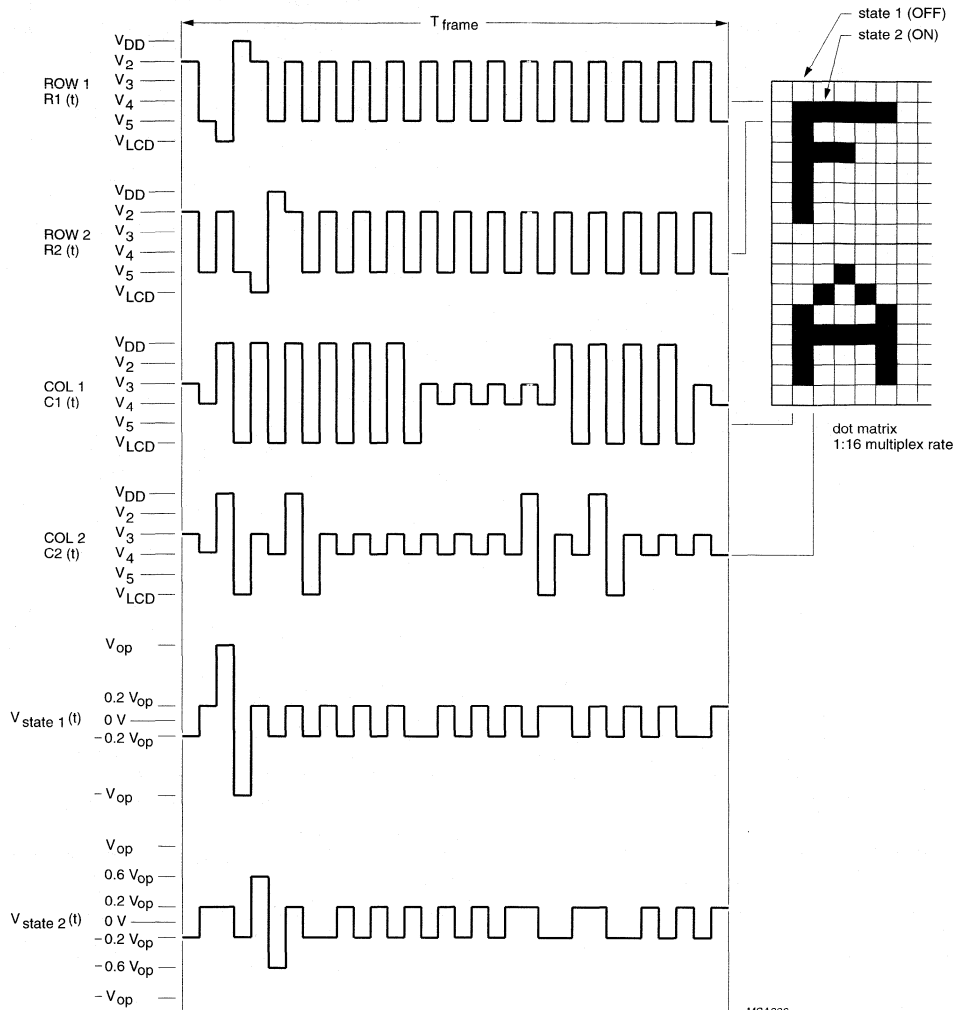 T frame
state 1 (OFF)
state 2 (ON)
ROW 1
R1 (t)
VDD
V2
V3
V4
V5
VLCD
ROW 2
R2 (t)
VDD
V2
V3
V4
V5
VLCD
COL 1
C1 (t)
VDD
V2
V3
V4
V5
VLCD
dot matrix
1:16 multiplex rate
COL 2
C2 (t)
VDD
V2
V3
V4
V5
VLCD
V state 1 (t)
Vop
0.2 Vop
0 V
−0.2 Vop
−Vop
V state 2 (t)
Vop
0.6 Vop
0.2 Vop
0 V
−0.2 Vop
−0.6 Vop
−Vop